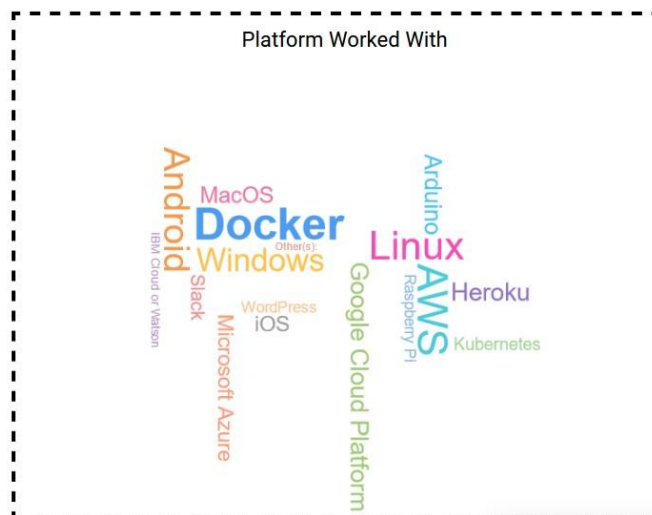 Platform Worked With
Android
MacOS
Docker
Other(s):
Windows
IBM Cloud or Watson
Slack
WordPress
iOS
Microsoft Azure
Google Cloud Platform
Arduino
Linux
AWS
Raspberry Pi
Heroku
Kubernetes